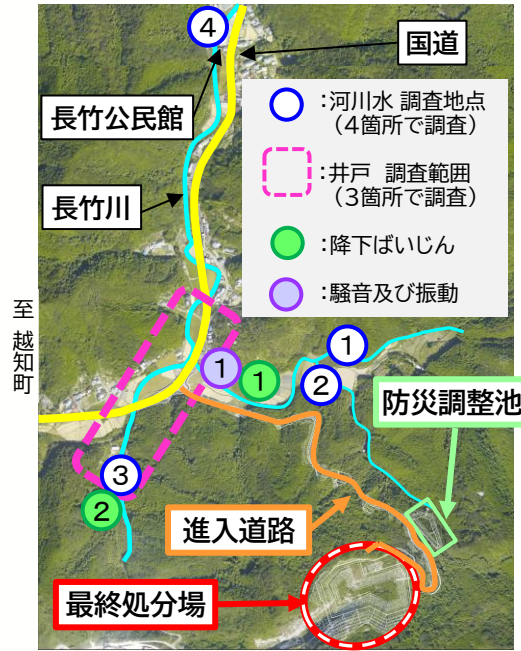 ④
国道
長竹公民館
○:河川水 調査地点
（4箇所で調査）
:井戸 調査範囲
（3箇所で調査）
:降下ばいじん
:騒音及び振動
長竹川
至 越知町
1
1
1
2
防災調整池
3
2
進入道路
最終処分場